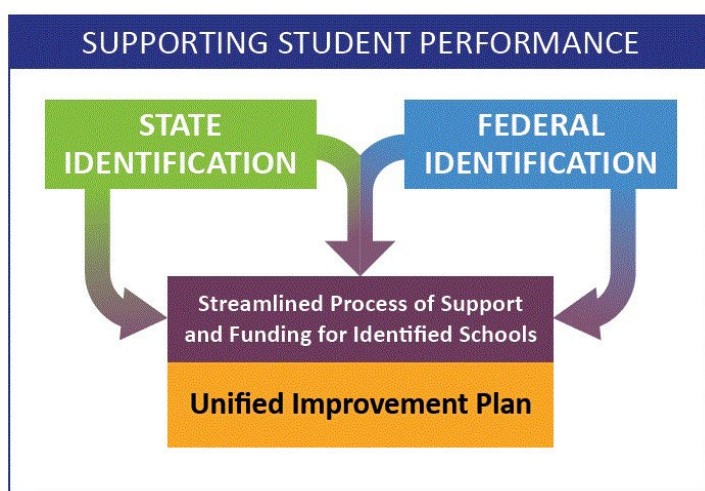 SUPPORTING STUDENT PERFORMANCE
STATE
IDENTIFICATION
FEDERAL
IDENTIFICATION
Streamlined Process of Support
and Funding for Identified Schools
Unified Improvement Plan